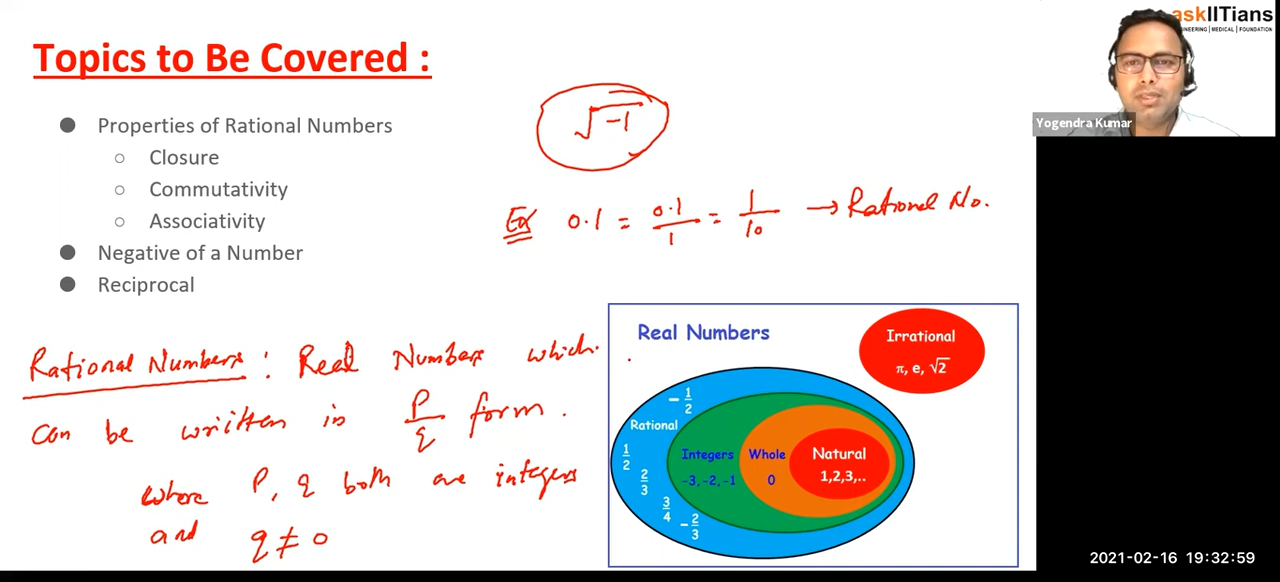 askIITians
ENGINEERING | MEDICAL | FOUNDATION
Topics to Be Covered :
Yogendra Kumar
● Properties of Rational Numbers
○ Closure
○ Commutativity
○ Associativity
● Negative of a Number
● Reciprocal
√-1
Ex 0.1 = 0.1/1 = 1/10 → Rational No.
Rational Numbers : Real Numbers which
can be written in P/q form.
where P, q both are integers
and q ≠ 0
Real Numbers
Irrational
π, e, √2
-1/2
Rational
1/2
2/3
3/4
-2/3
Integers
-3, -2, -1
Whole
0
Natural
1,2,3,..
2021-02-16 19:32:59